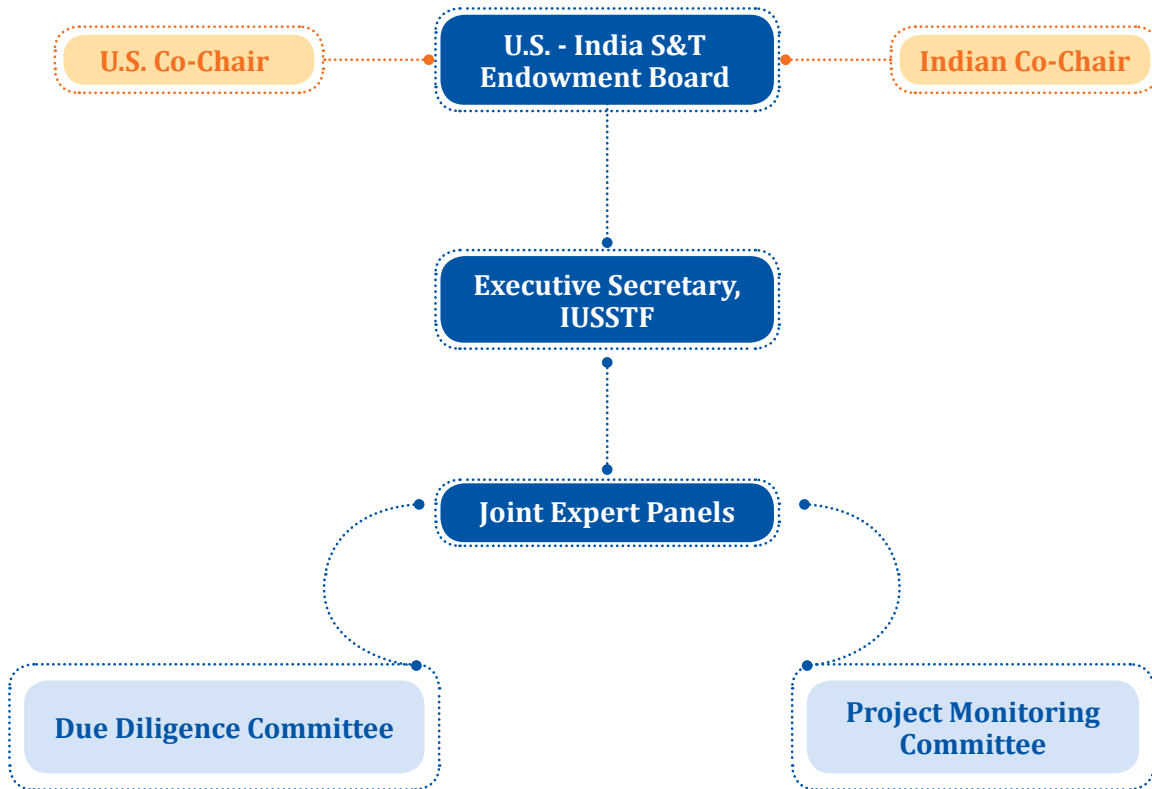 U.S. Co-Chair
U.S. - India S&T
Endowment Board
Indian Co-Chair
Executive Secretary,
IUSSTF
Joint Expert Panels
Due Diligence Committee
Project Monitoring
Committee